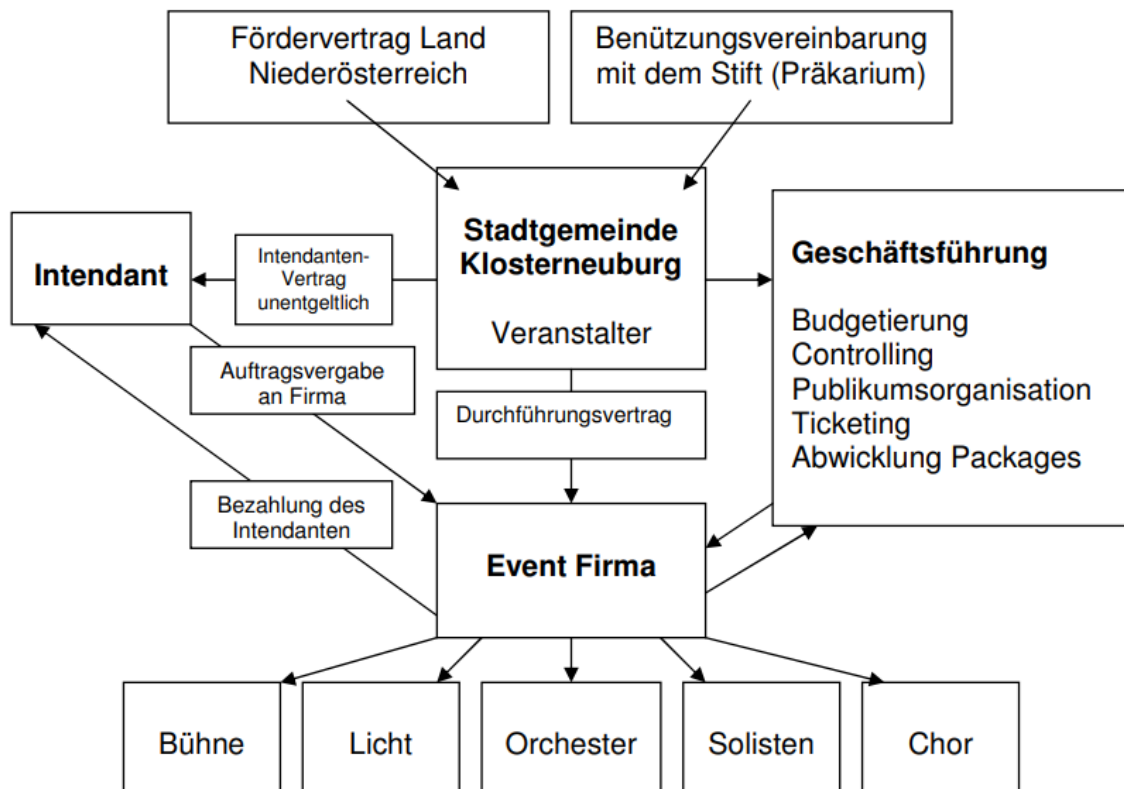 Fördervertrag Land
Niederösterreich
Benützungsvereinbarung
mit dem Stift (Präkarium)
Intendant
Intendanten-
Vertrag
unentgeltlich
Stadtgemeinde
Klosterneuburg
Veranstalter
Geschäftsführung
Budgetierung
Controlling
Publikumsorganisation
Ticketing
Abwicklung Packages
Auftragsvergabe
an Firma
Durchführungsvertrag
Bezahlung des
Intendanten
Event Firma
Bühne
Licht
Orchester
Solisten
Chor